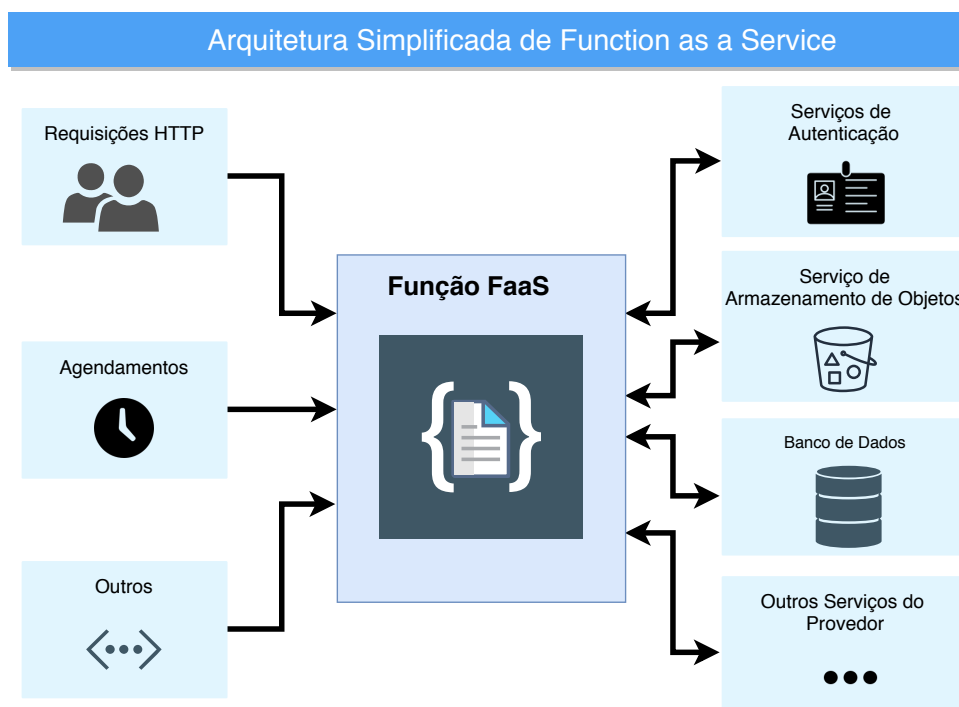 Arquitetura Simplificada de Function as a Service
Requisições HTTP
Agendamentos
Outros
Função FaaS
Serviços de
Autenticação
Serviço de
Armazenamento de Objetos
Banco de Dados
Outros Serviços do
Provedor